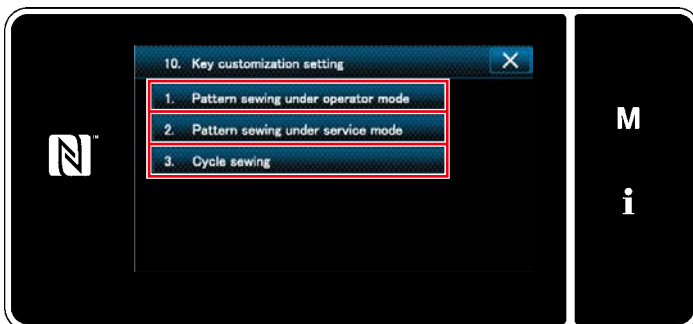 10. Key customization setting
1. Pattern sewing under operator mode
2. Pattern sewing under service mode
3. Cycle sewing
N™
M
i